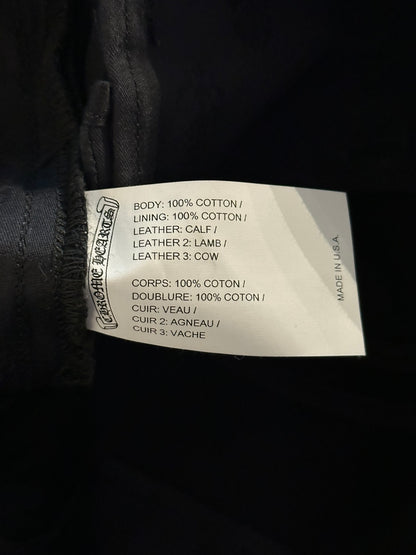 CHROME HEARTS
BODY: 100% COTTON /
LINING: 100% COTTON /
LEATHER: CALF /
LEATHER 2: LAMB /
LEATHER 3: COW
CORPS: 100% COTON /
DOUBLURE: 100% COTON /
CUIR: VEAU /
CUIR 2: AGNEAU /
CUIR 3: VACHE
MADE IN U.S.A.